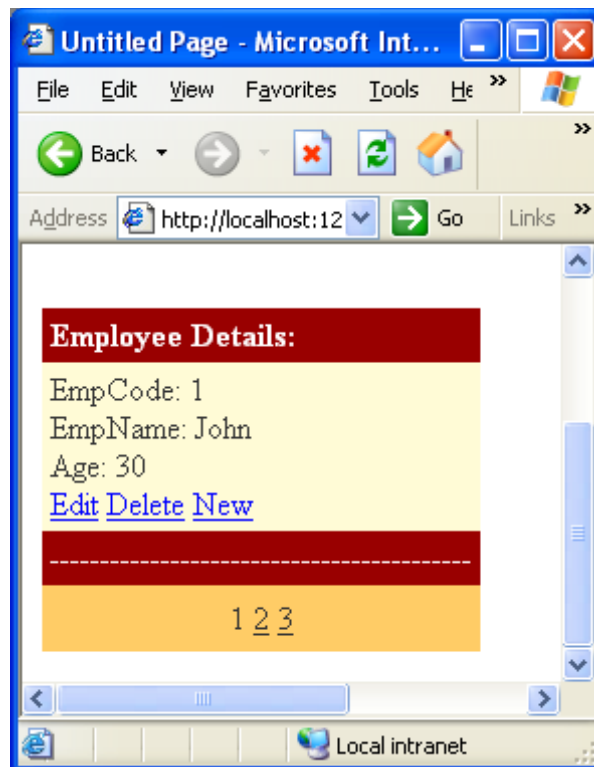 Untitled Page - Microsoft Int...
File Edit View Favorites Tools He »
Back »
Address http://localhost:12 Go Links »
Employee Details:
EmpCode: 1
EmpName: John
Age: 30
Edit Delete New
------------------------------------------
1 2 3
Local intranet